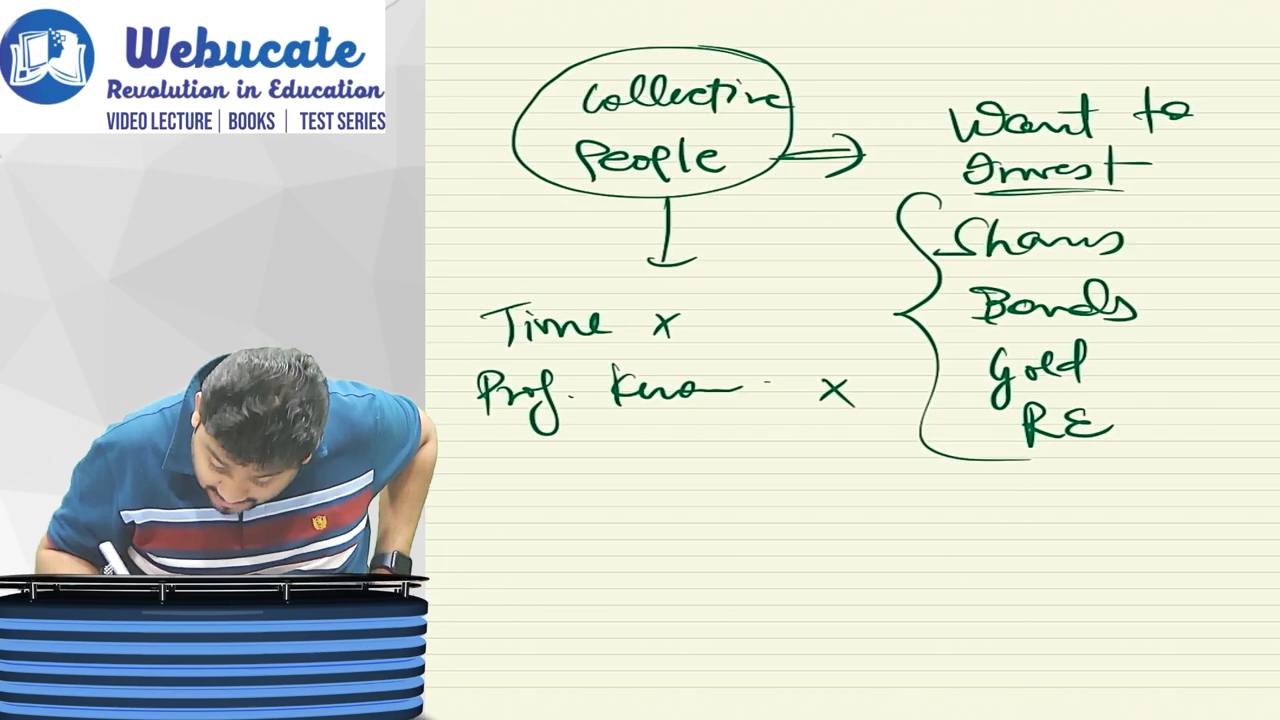 Webucate
Revolution in Education
VIDEO LECTURE | BOOKS | TEST SERIES
Collective
People
Want to
Invest
Shares
Bonds
Gold
RE
Time x
Prof. Know x